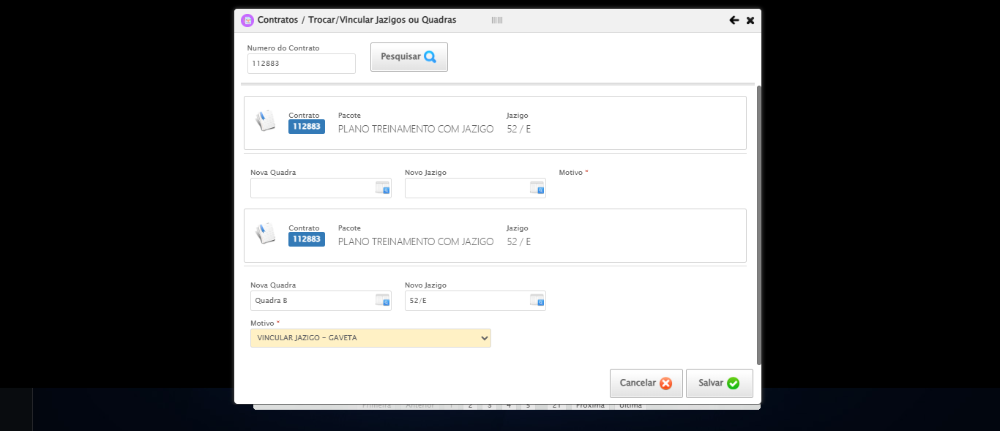 Contratos / Trocar/Vincular Jazigos ou Quadras
Numero do Contrato
112883
Pesquisar
Contrato Pacote Jazigo
112883 PLANO TREINAMENTO COM JAZIGO 52 / E
Nova Quadra Novo Jazigo Motivo *
Contrato Pacote Jazigo
112883 PLANO TREINAMENTO COM JAZIGO 52 / E
Nova Quadra Novo Jazigo
Quadra B 52/E
Motivo *
VINCULAR JAZIGO - GAVETA
Cancelar Salvar
Primeira Anterior 1 2 3 4 5 21 Próxima Última